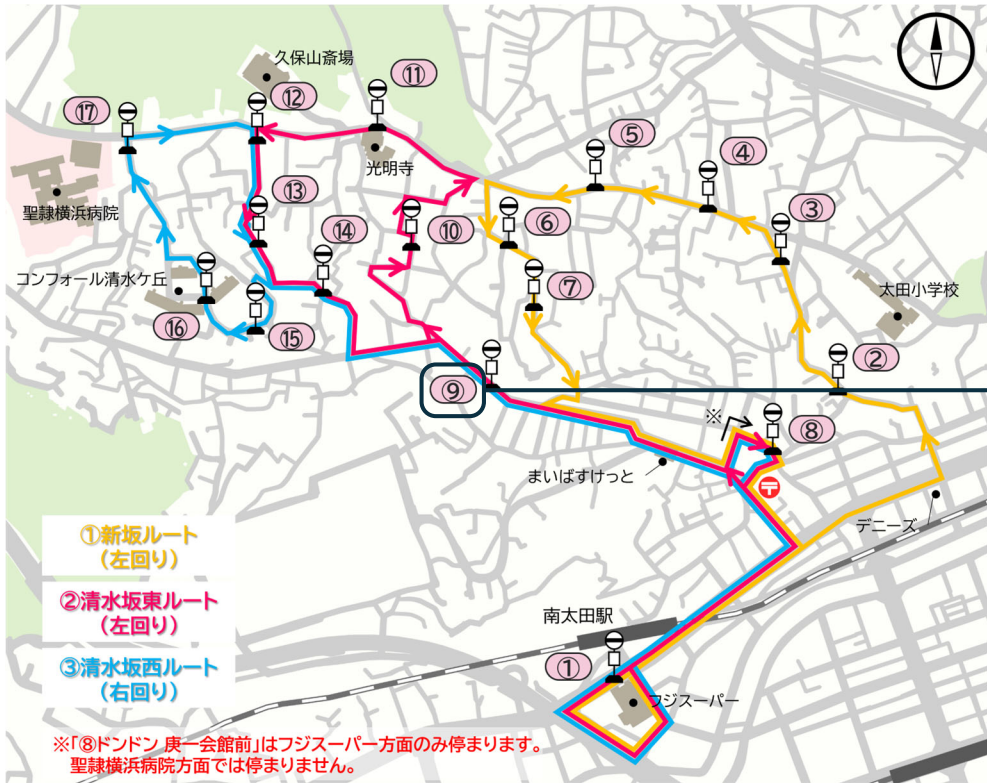 久保山斎場
⑪
⑰
⑫
⑤
④
光明寺
聖隷横浜病院
⑬
⑥
⑩
③
⑭
コンフォール清水ケ丘
⑦
太田小学校
⑯
⑮
②
⑨
※
⑧
まいばすけっと
〒
デニーズ
①新坂ルート
(左回り)
②清水坂東ルート
(左回り)
③清水坂西ルート
(右回り)
南太田駅
①
フジスーパー
※「⑧ドンドン 庚一会館前」はフジスーパー方面のみ停まります。
聖隷横浜病院方面では停まりません。